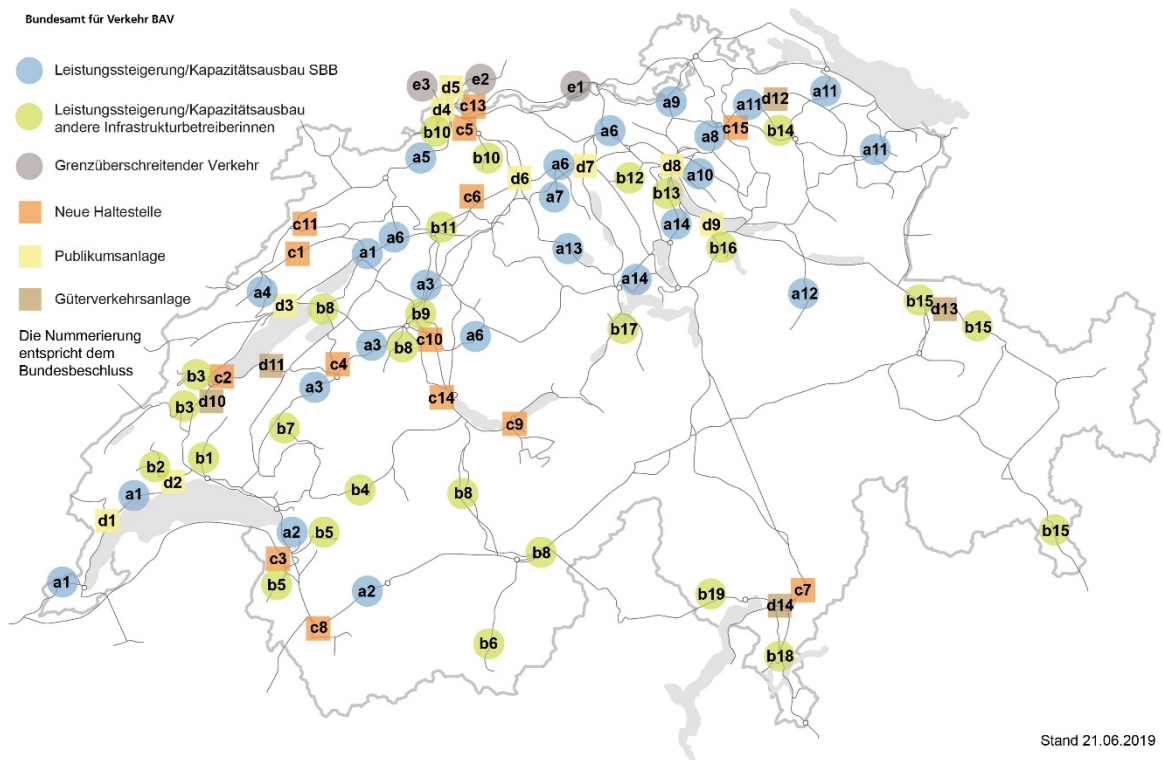 Bundesamt für Verkehr BAV
Leistungssteigerung/Kapazitätsausbau SBB
Leistungssteigerung/Kapazitätsausbau
andere Infrastrukturbetreiberinnen
Grenzüberschreitender Verkehr
Neue Haltestelle
Publikumsanlage
Güterverkehrsanlage
Die Nummerierung
entspricht dem
Bundesbeschluss
e3
d5
e2
e1
d4
c13
b10
c5
a5
b10
a6
a9
a11
d12
a11
a8
c15
b14
a11
d6
a6
d7
b12
d8
a10
a7
b13
c6
c11
c1
a1
a6
b11
a13
a14
d9
b16
a4
d3
b8
a3
a14
a12
b9
b15
d13
b15
a3
b8
c10
a6
b17
b3
c2
d11
c4
a3
b3
d10
c14
c9
b7
b2
b1
d2
a1
b4
b8
d1
a2
b5
b15
c3
b8
a1
b5
a2
b19
c7
d14
c8
b6
b18
Stand 21.06.2019